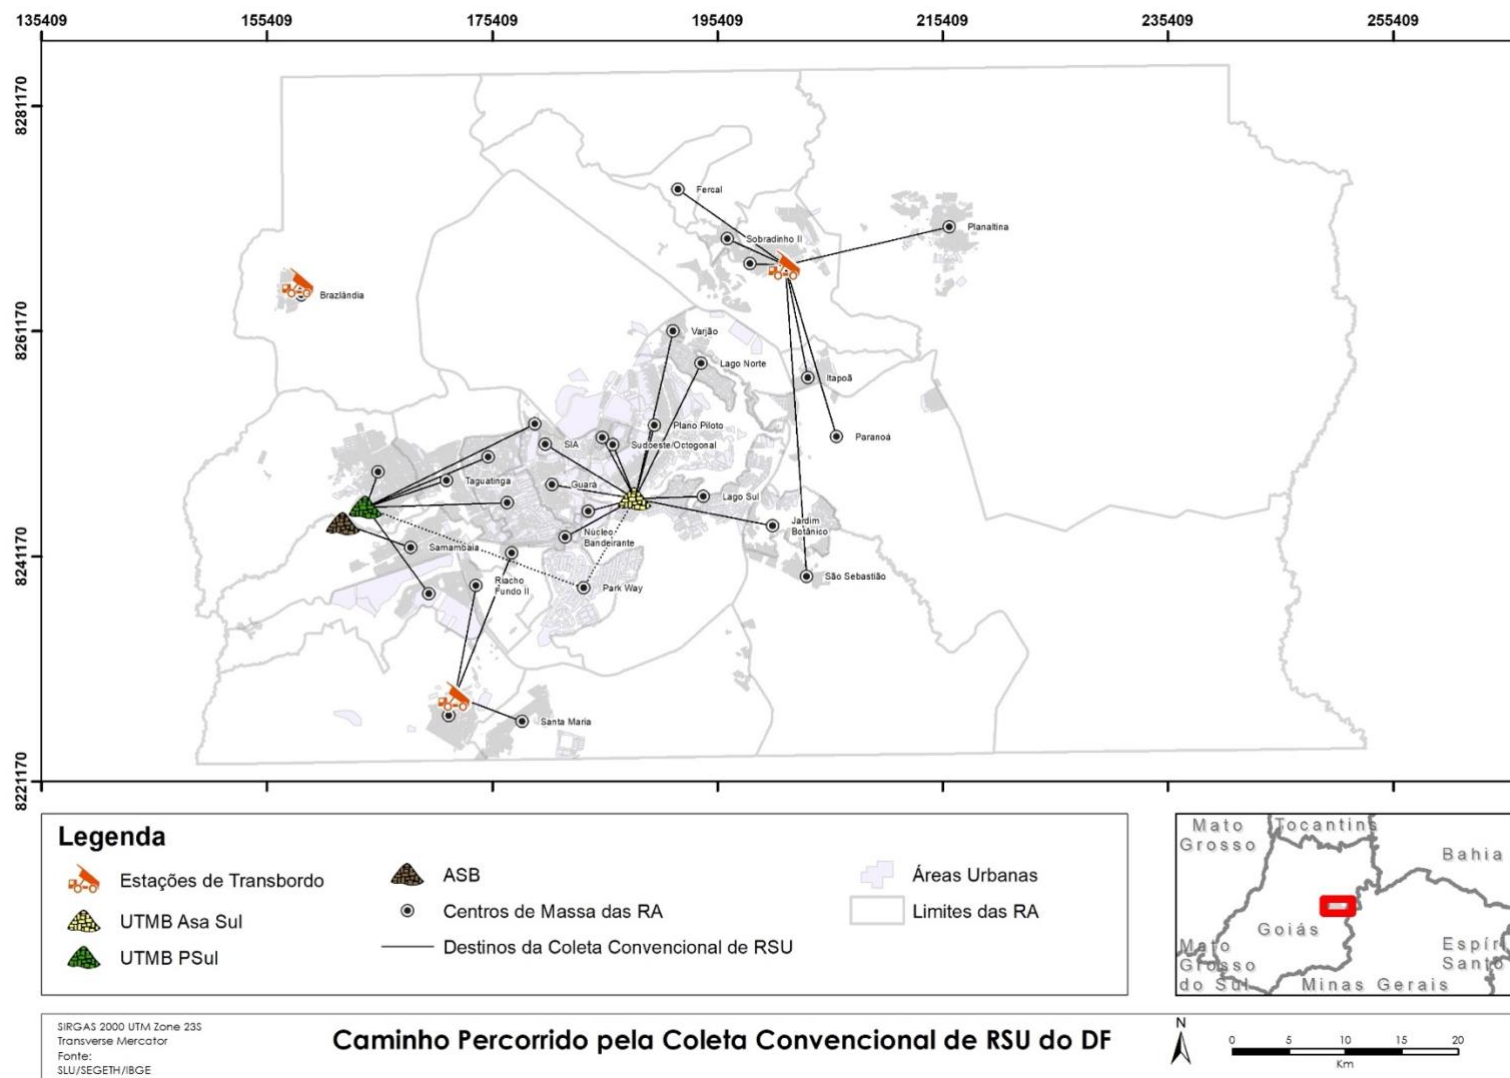 135409 155409 175409 195409 215409 235409 255409
8281170
8261170
8241170
8221170
Fercal
Sobradinho II
Planaltina
Brazlândia
Varjão
Lago Norte
Itapoã
Plano Piloto
Paranoá
SIA
Sudoeste/Octogonal
Taguatinga
Guará
Lago Sul
Jardim
Botânico
Núcleo
Bandeirante
Samambaia
São Sebastião
Riacho
Fundo II
Park Way
Santa Maria
Legenda
Estações de Transbordo
UTMB Asa Sul
UTMB PSul
ASB
Centros de Massa das RA
Destinos da Coleta Convencional de RSU
Áreas Urbanas
Limites das RA
Mato
Grosso
Tocantins
Bahia
Goiás
Mato
Grosso
do Sul
Espíri
Santo
Minas Gerais
SIRGAS 2000 UTM Zone 23S
Transverse Mercator
Fonte:
SLU/SEGETH/IBGE
Caminho Percorrido pela Coleta Convencional de RSU do DF
N
0 5 10 15 20
Km